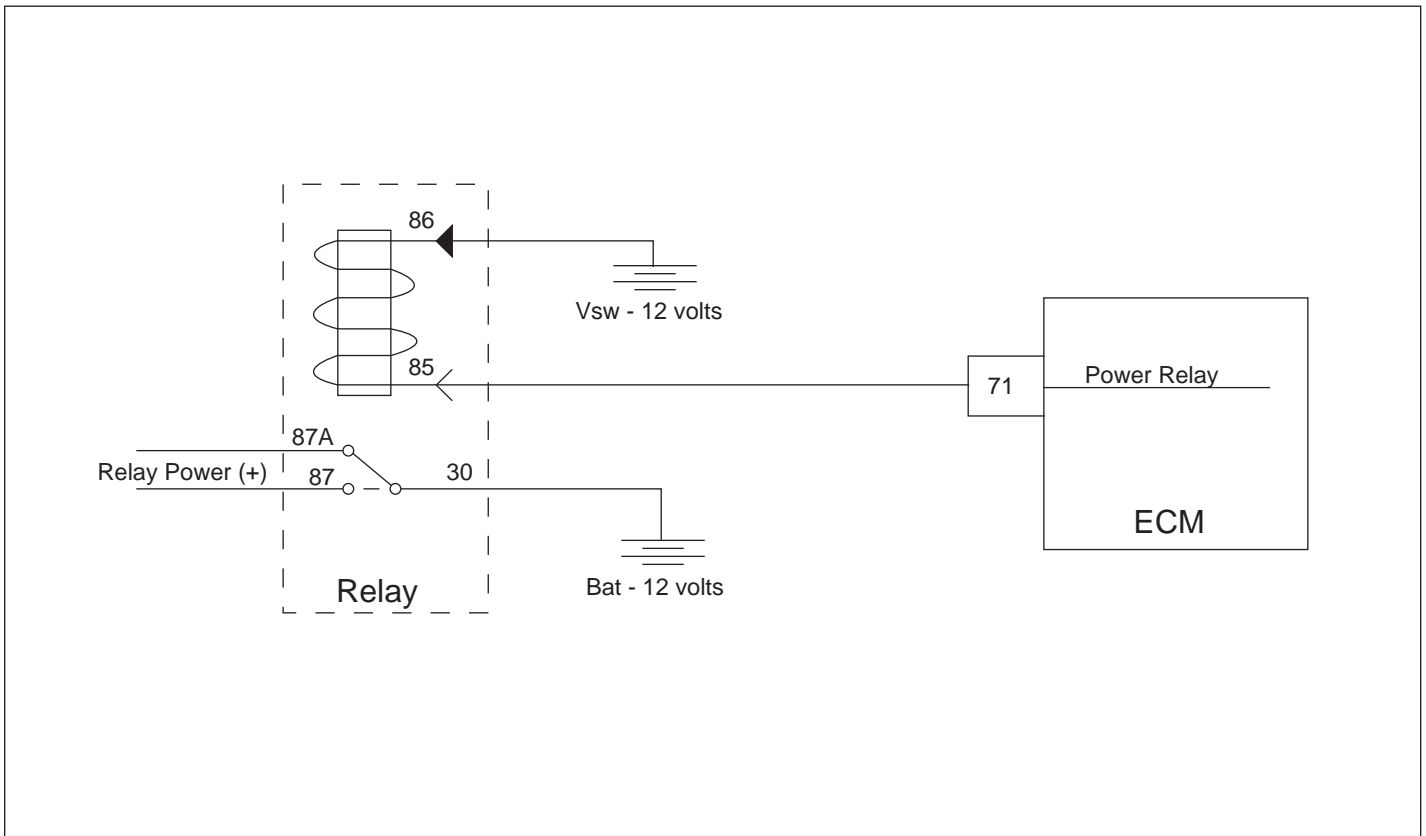 86
Vsw - 12 volts
85
71
Power Relay
87A
Relay Power (+)
87
30
ECM
Bat - 12 volts
Relay